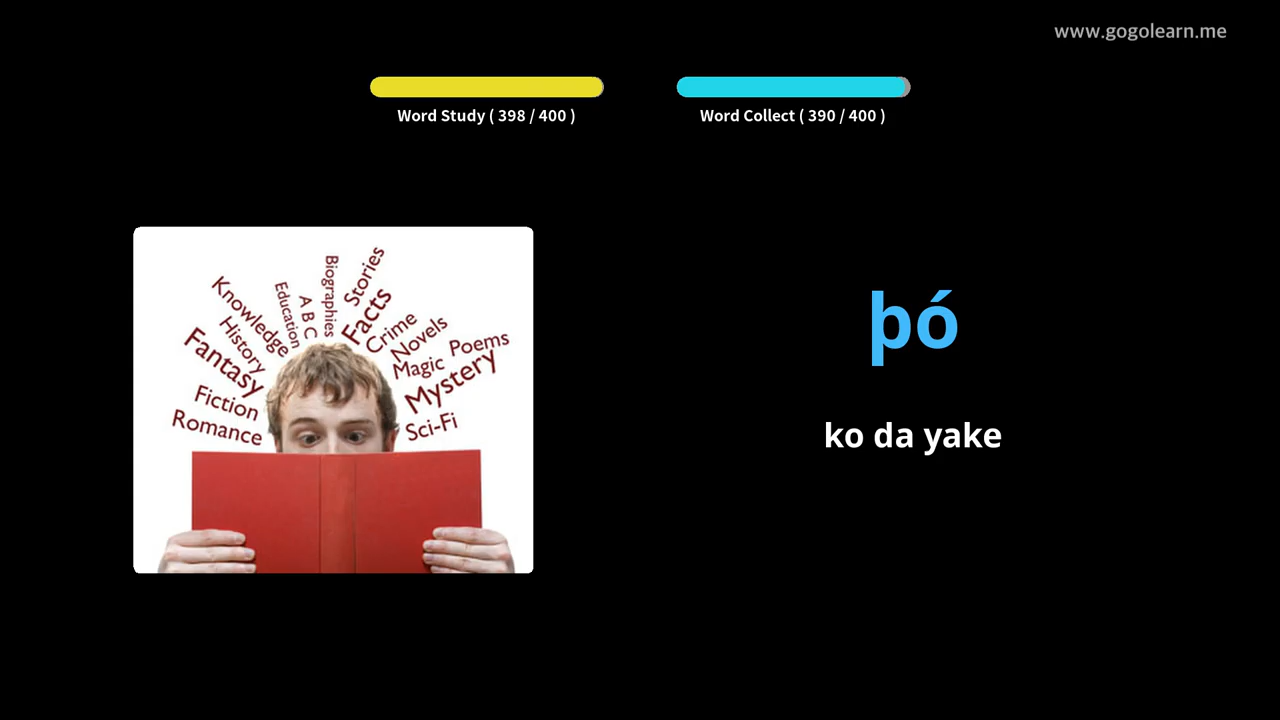 www.gogolearn.me
Word Study ( 398 / 400 )
Word Collect ( 390 / 400 )
Knowledge
History
Fantasy
Fiction
Romance
Education
A B C
Biographies
Stories
Facts
Crime
Novels
Magic
Poems
Mystery
Sci-Fi
þó
ko da yake